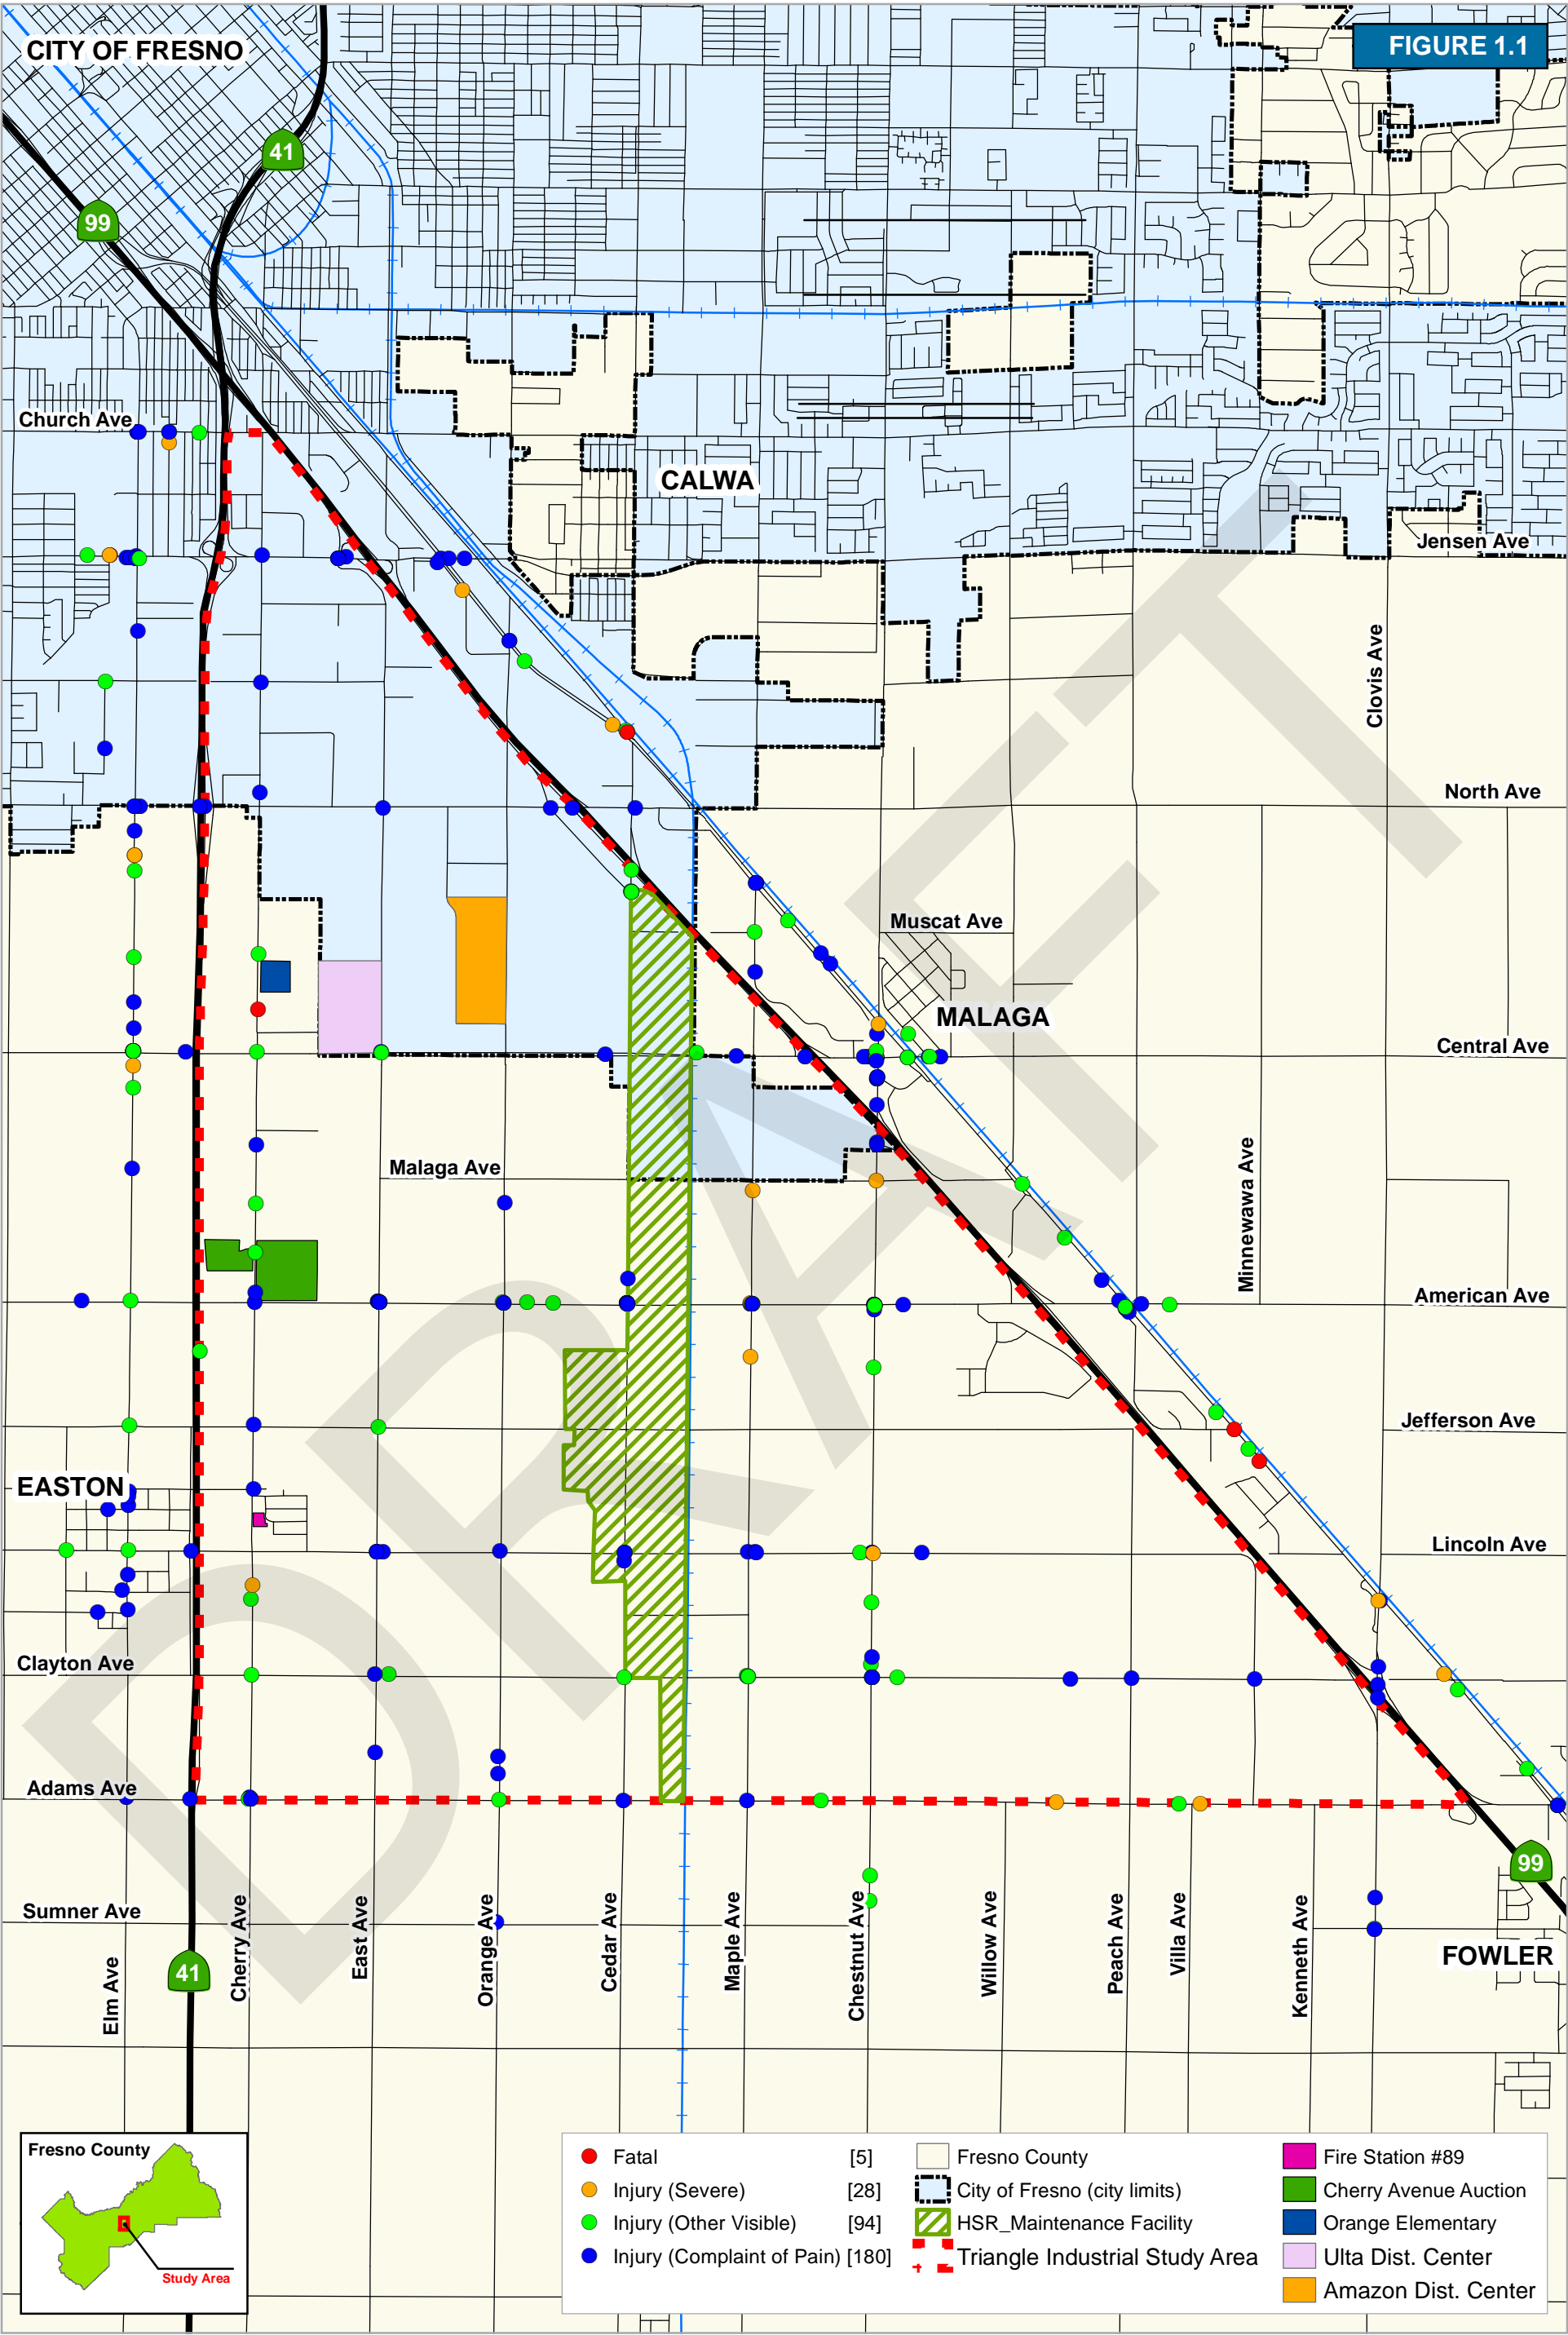 FIGURE 1.1
CITY OF FRESNO
41
99
Church Ave
CALWA
Jensen Ave
Clovis Ave
North Ave
Muscat Ave
MALAGA
Central Ave
Malaga Ave
Minnewawa Ave
American Ave
Jefferson Ave
EASTON
Lincoln Ave
Clayton Ave
Adams Ave
99
Sumner Ave
FOWLER
41
Elm Ave
Cherry Ave
East Ave
Orange Ave
Cedar Ave
Maple Ave
Chestnut Ave
Willow Ave
Peach Ave
Villa Ave
Kenneth Ave
DRAFT
Fresno County
Study Area
Fatal [5]
Injury (Severe) [28]
Injury (Other Visible) [94]
Injury (Complaint of Pain) [180]
Fresno County
City of Fresno (city limits)
HSR_Maintenance Facility
Triangle Industrial Study Area
Fire Station #89
Cherry Avenue Auction
Orange Elementary
Ulta Dist. Center
Amazon Dist. Center